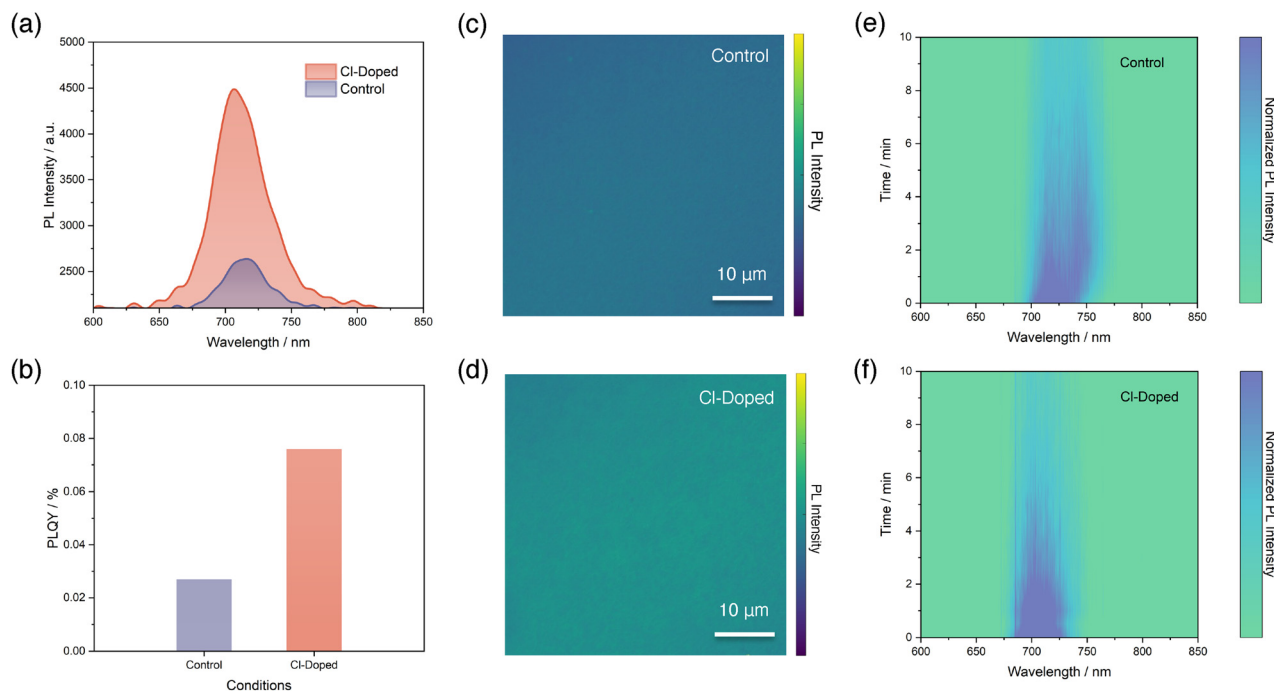 (a)
5000
4500
4000
3500
3000
2500
PL Intensity / a.u.
Cl-Doped
Control
600 650 700 750 800 850
Wavelength / nm
(b)
0.10
0.08
0.06
0.04
0.02
0.00
PLQY / %
Control Cl-Doped
Conditions
(c)
Control
10 μm
PL Intensity
(d)
Cl-Doped
10 μm
PL Intensity
(e)
10
8
6
4
2
0
Time / min
Control
600 650 700 750 800 850
Wavelength / nm
Normalized PL Intensity
(f)
10
8
6
4
2
0
Time / min
Cl-Doped
600 650 700 750 800 850
Wavelength / nm
Normalized PL Intensity